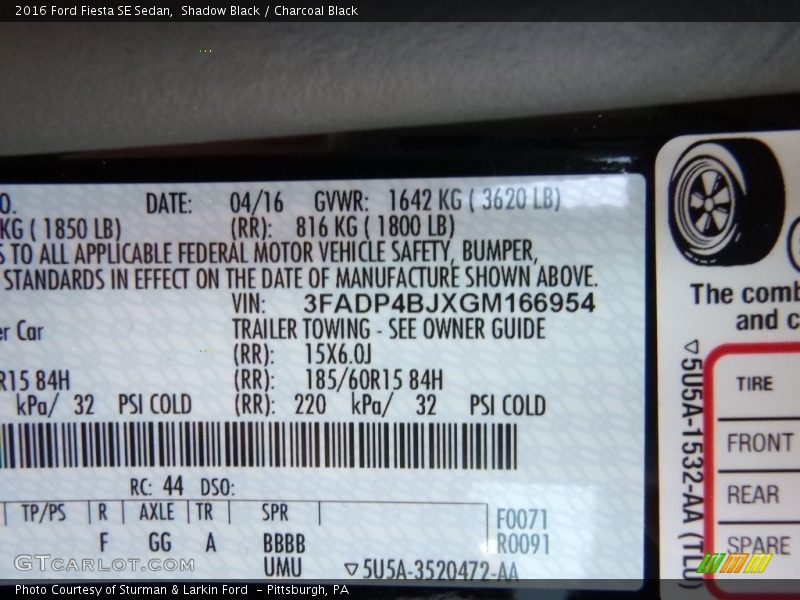 2016 Ford Fiesta SE Sedan, Shadow Black / Charcoal Black
O. DATE: 04/16 GVWR: 1642 KG ( 3620 LB)
KG ( 1850 LB) (RR): 816 KG ( 1800 LB)
S TO ALL APPLICABLE FEDERAL MOTOR VEHICLE SAFETY, BUMPER,
STANDARDS IN EFFECT ON THE DATE OF MANUFACTURE SHOWN ABOVE.
VIN: 3FADP4BJXGM166954
er Car TRAILER TOWING - SEE OWNER GUIDE
(RR): 15X6.0J
R15 84H (RR): 185/60R15 84H
kPa/ 32 PSI COLD (RR): 220 kPa/ 32 PSI COLD
RC: 44 DSO:
TP/PS R AXLE TR SPR
F GG A BBBB
UMU
F0071
R0091
5U5A-3520472-AA
The comb
and c
5U5A-1532-AA (TLU)
TIRE
FRONT
REAR
SPARE
GTCARLOT.COM
Photo Courtesy of Sturman & Larkin Ford - Pittsburgh, PA